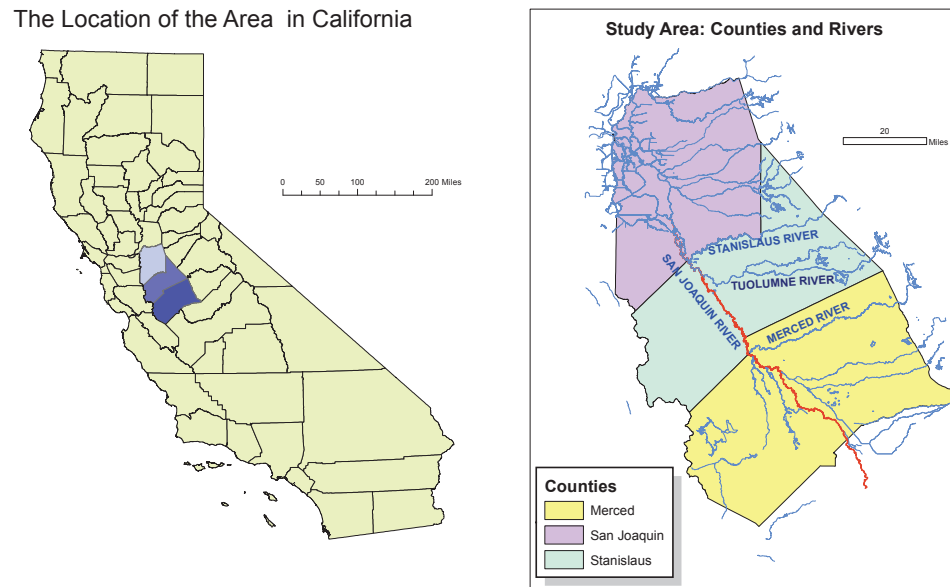 The Location of the Area in California
0 50 100 200 Miles
Study Area: Counties and Rivers
20
Miles
STANISLAUS RIVER
TUOLUMNE RIVER
SAN JOAQUIN RIVER
MERCED RIVER
Counties
Merced
San Joaquin
Stanislaus